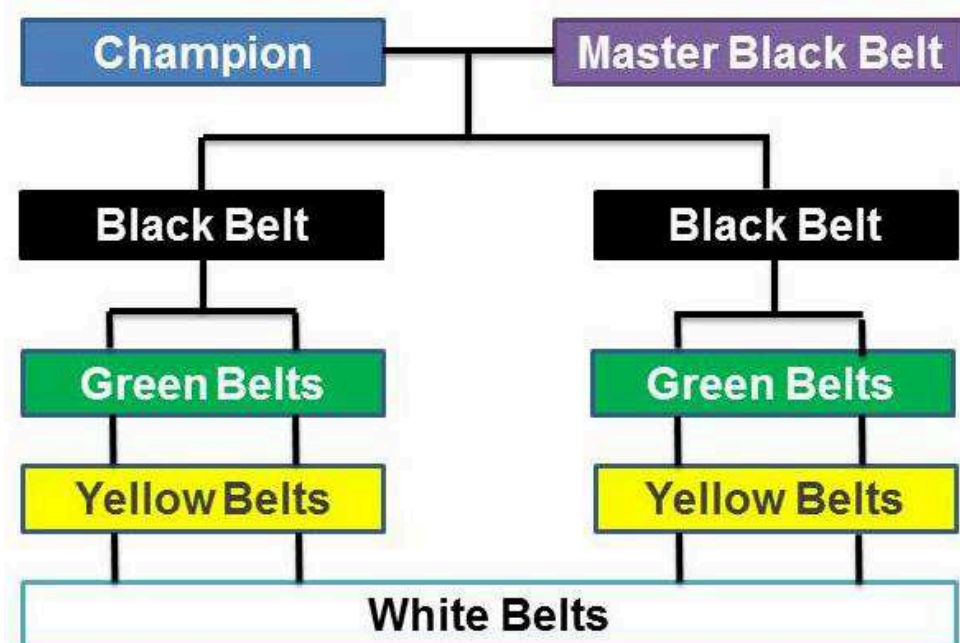 Champion
Master Black Belt
Black Belt
Black Belt
Green Belts
Green Belts
Yellow Belts
Yellow Belts
White Belts